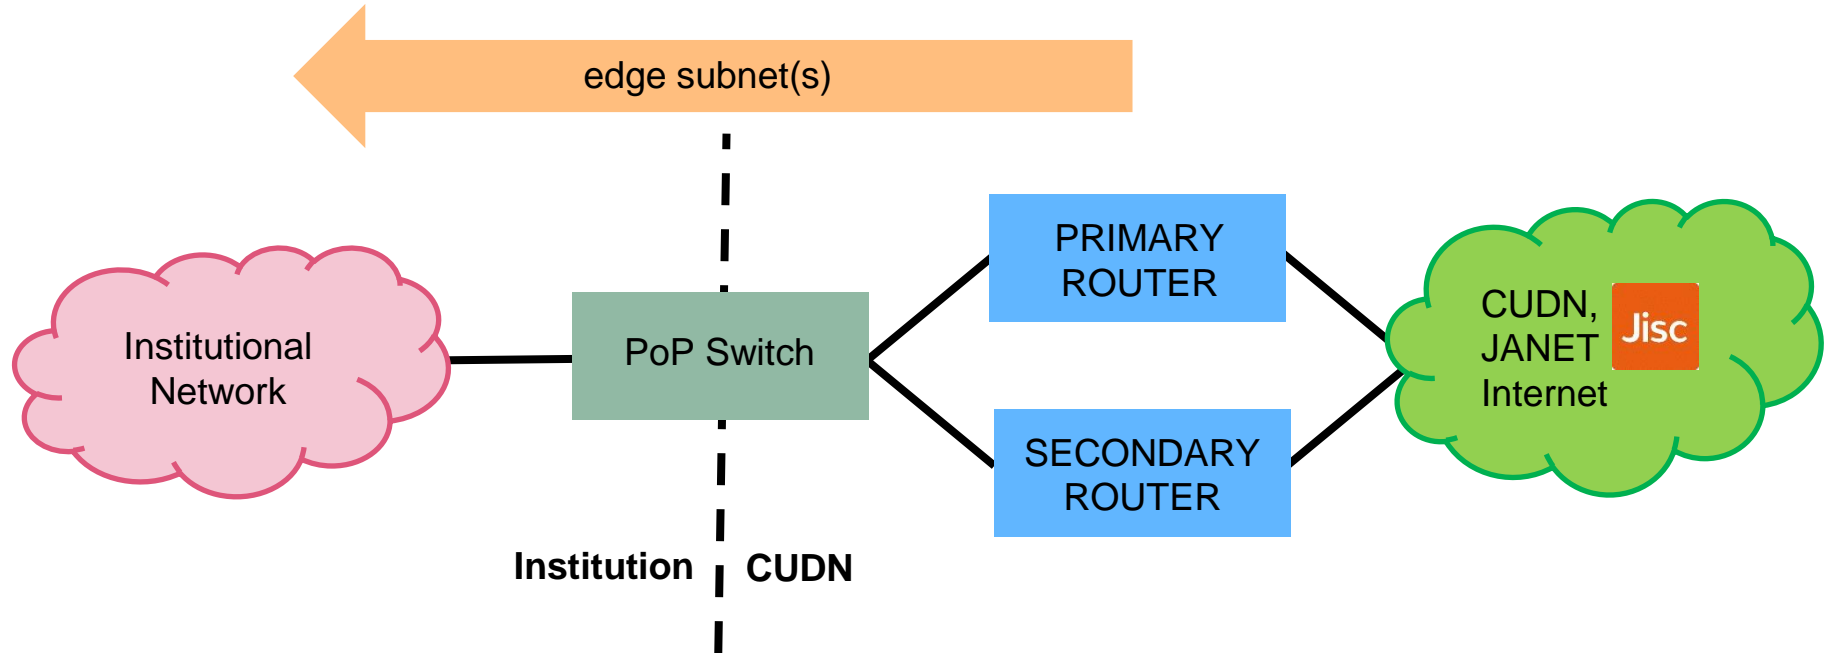 edge subnet(s)
PRIMARY
ROUTER
CUDN,
JANET
Internet
Jisc
Institutional
Network
PoP Switch
SECONDARY
ROUTER
Institution
CUDN